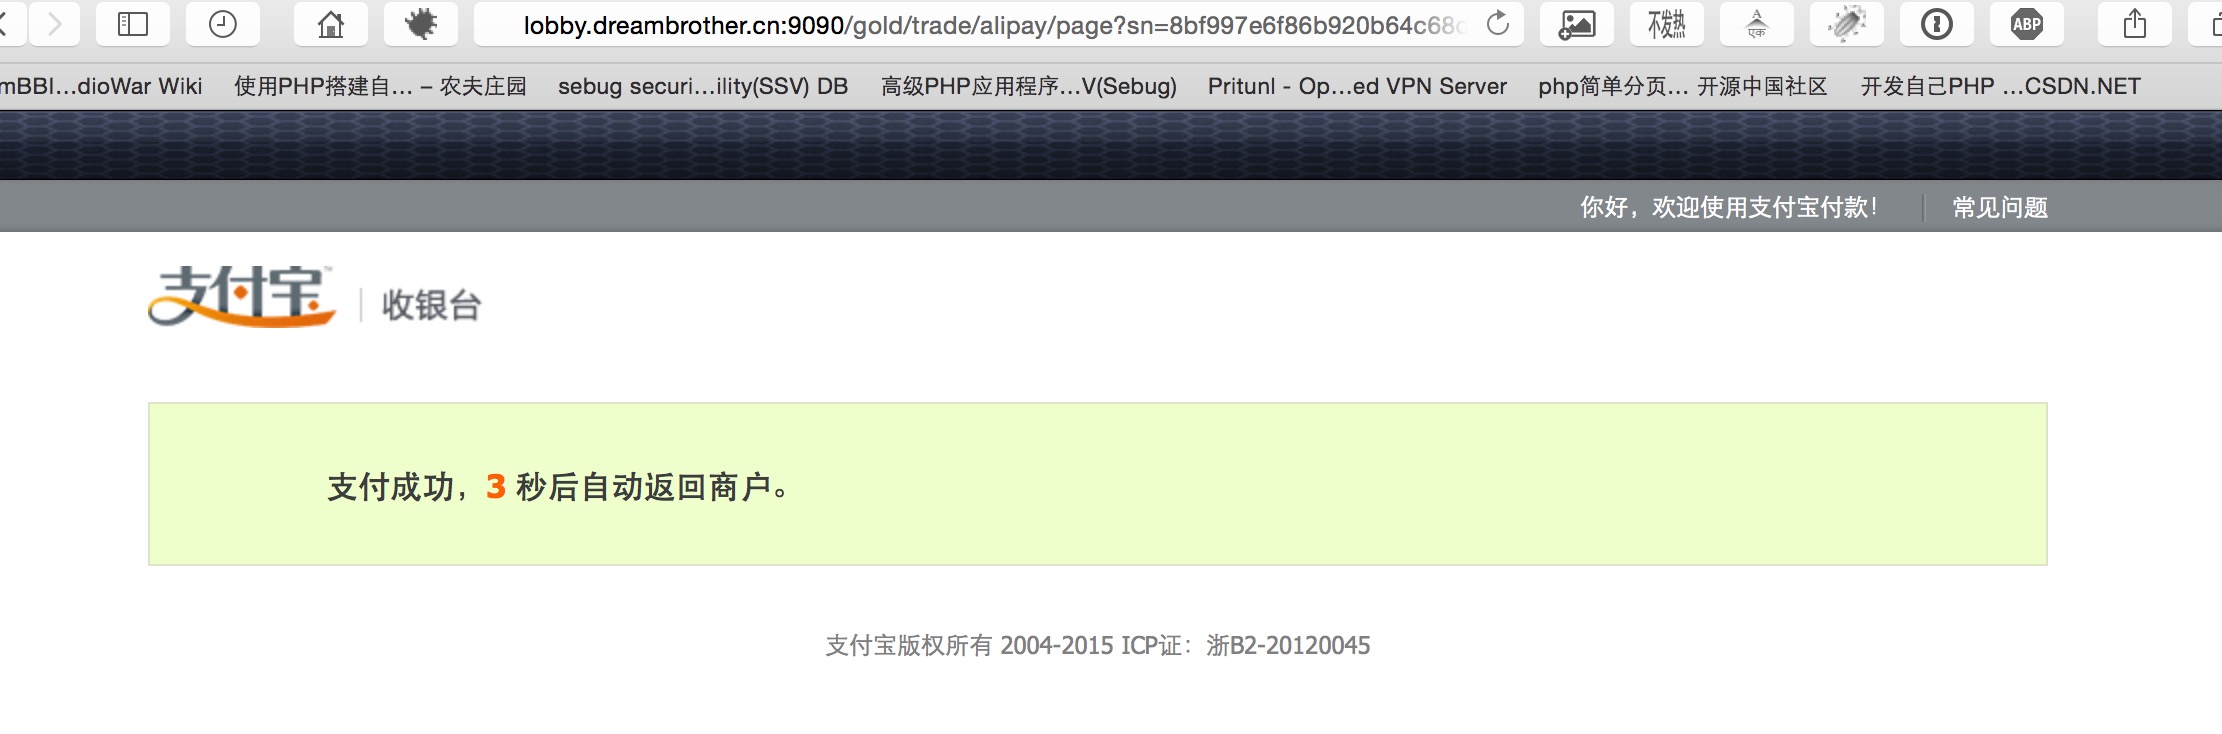 lobby.dreambrother.cn:9090/gold/trade/alipay/page?sn=8bf997e6f86b920b64c68
不发热
A
एक
ABP
mBBI...dioWar Wiki 使用PHP搭建自... – 农夫庄园 sebug securi...ility(SSV) DB 高级PHP应用程序...V(Sebug) Pritunl - Op...ed VPN Server php简单分页... 开源中国社区 开发自己PHP ...CSDN.NET
你好，欢迎使用支付宝付款！ 常见问题
支付宝™ 收银台
支付成功，3 秒后自动返回商户。
支付宝版权所有 2004-2015 ICP证：浙B2-20120045